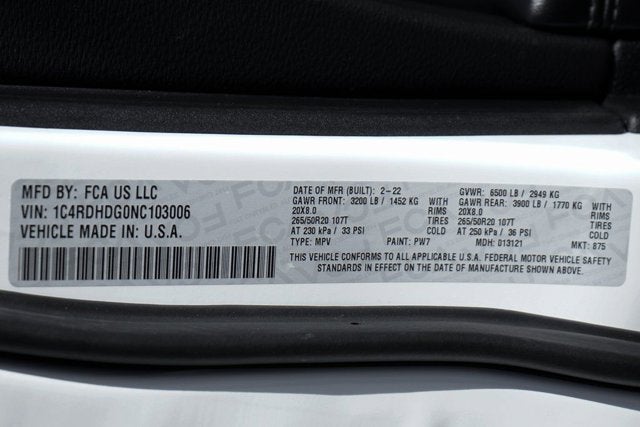 MFD BY: FCA US LLC
VIN: 1C4RDHDG0NC103006
VEHICLE MADE IN: U.S.A.
DATE OF MFR (BUILT): 2-22 GVWR: 6500 LB / 2949 KG
GAWR FRONT: 3200 LB / 1452 KG WITH GAWR REAR: 3900 LB / 1770 KG WITH
20X8.0 RIMS 20X8.0 RIMS
265/50R20 107T TIRES 265/50R20 107T TIRES
AT 230 kPa / 33 PSI COLD AT 250 kPa / 36 PSI COLD
TYPE: MPV PAINT: PW7 MDH: 013121 MKT: 875
THIS VEHICLE CONFORMS TO ALL APPLICABLE U.S.A. FEDERAL MOTOR VEHICLE SAFETY
STANDARDS IN EFFECT ON THE DATE OF MANUFACTURE SHOWN ABOVE.